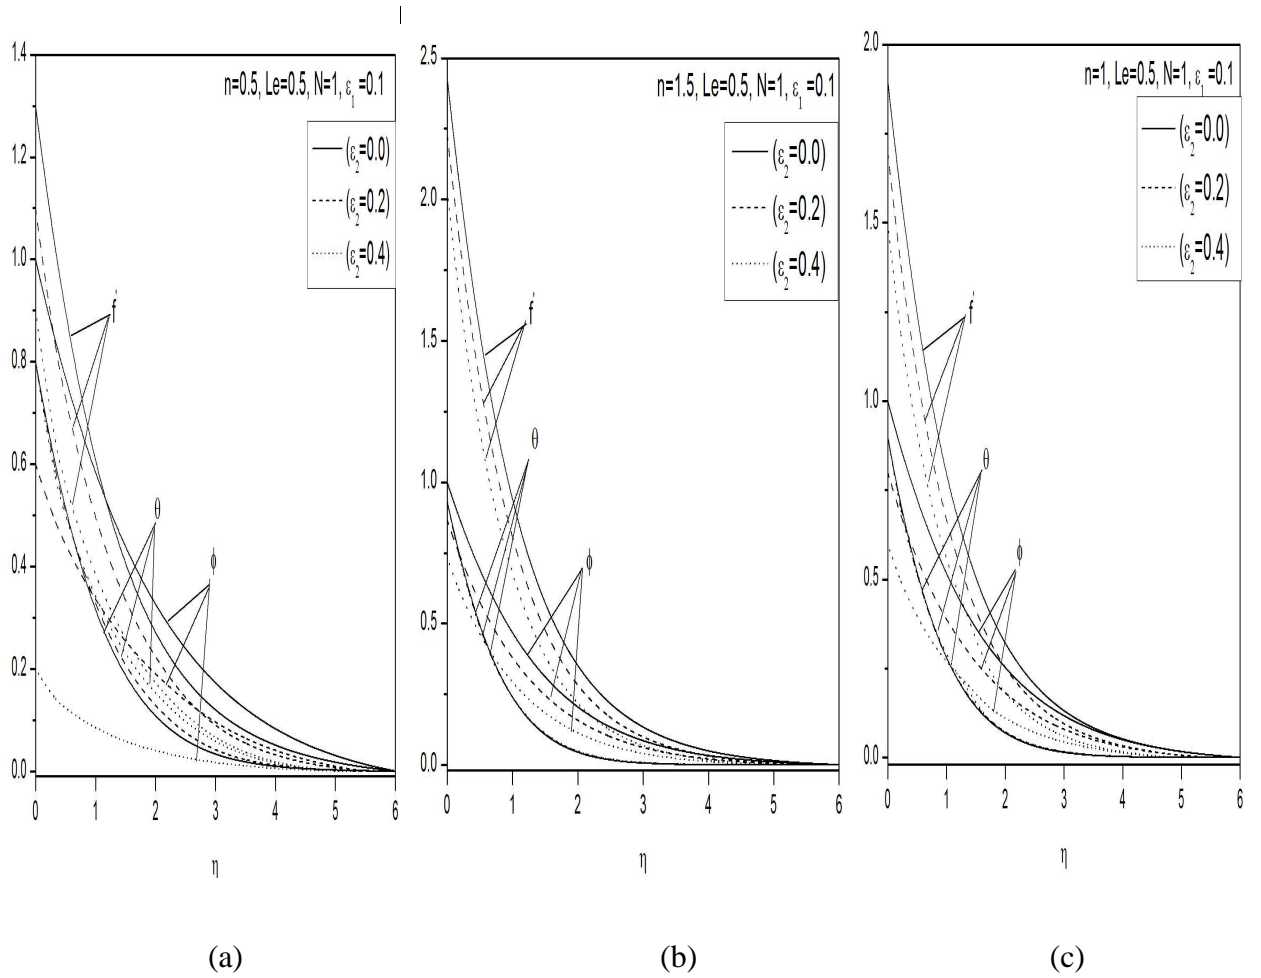 n=0.5, Le=0.5, N=1, ε₁ =0.1
(ε₂=0.0)
(ε₂=0.2)
(ε₂=0.4)
1.4
1.2
1.0
0.8
0.6
0.4
0.2
0.0
f'
θ
ϕ
0 1 2 3 4 5 6
η
(a)
n=1.5, Le=0.5, N=1, ε₁ =0.1
(ε₂=0.0)
(ε₂=0.2)
(ε₂=0.4)
2.5
2.0
1.5
1.0
0.5
0.0
f'
θ
ϕ
0 1 2 3 4 5 6
η
(b)
n=1, Le=0.5, N=1, ε₁=0.1
(ε₂=0.0)
(ε₂=0.2)
(ε₂=0.4)
2.0
1.5
1.0
0.5
0.0
f'
θ
ϕ
0 1 2 3 4 5 6
η
(c)